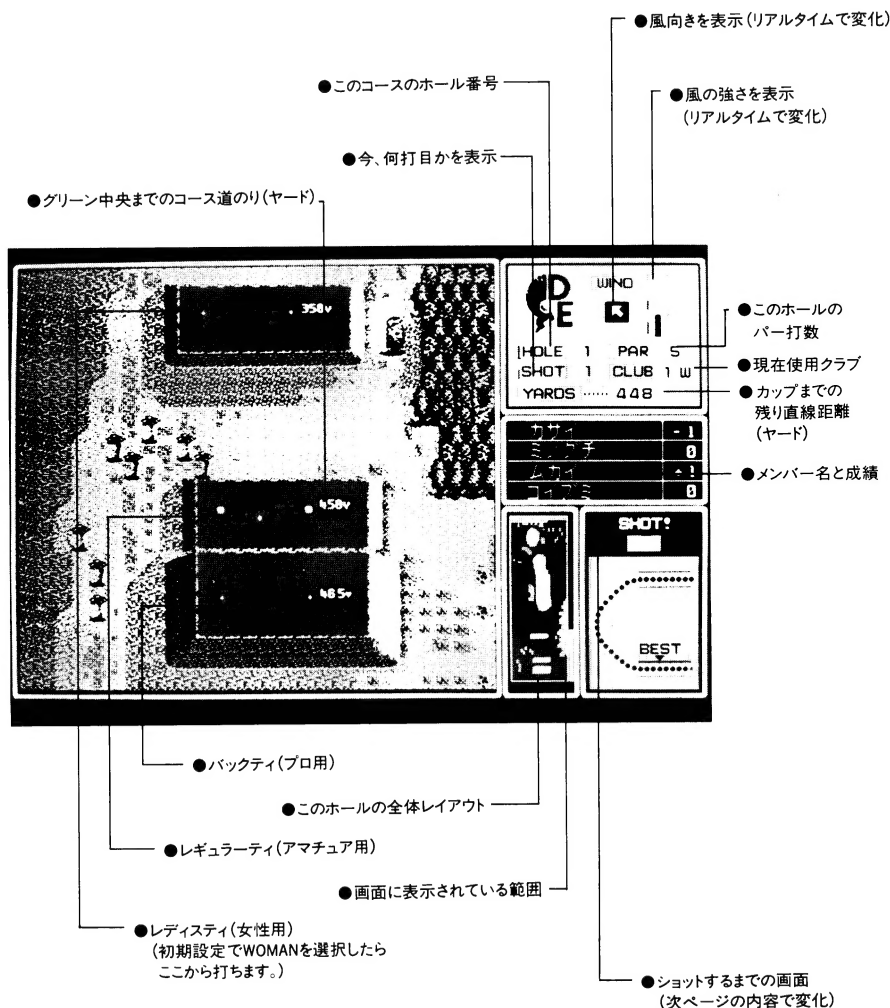 ●風向きを表示(リアルタイムで変化)
●このコースのホール番号
●風の強さを表示
(リアルタイムで変化)
●今、何打目かを表示
●グリーン中央までのコース道のり(ヤード)
350y
450y
465y
WIND
HOLE 1 PAR 5
SHOT 1 CLUB 1W
YARDS …… 448
カサイ -1
ムカイ +1
SHOT!
BEST
●このホールの
パー打数
●現在使用クラブ
●カップまでの
残り直線距離
(ヤード)
●メンバー名と成績
●バックティ(プロ用)
●このホールの全体レイアウト
●レギュラーティ(アマチュア用)
●画面に表示されている範囲
●レディスティ(女性用)
(初期設定でWOMANを選択したら
ここから打ちます。)
●ショットするまでの画面
(次ページの内容で変化)